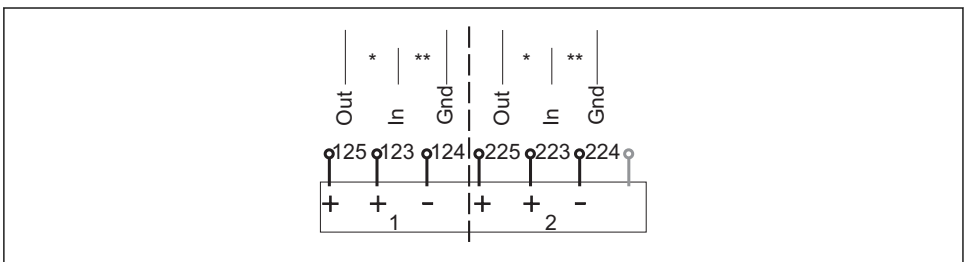 * ** * **
Out In Gnd Out In Gnd
125 123 124 225 223 224
+ + - + + -
1 2